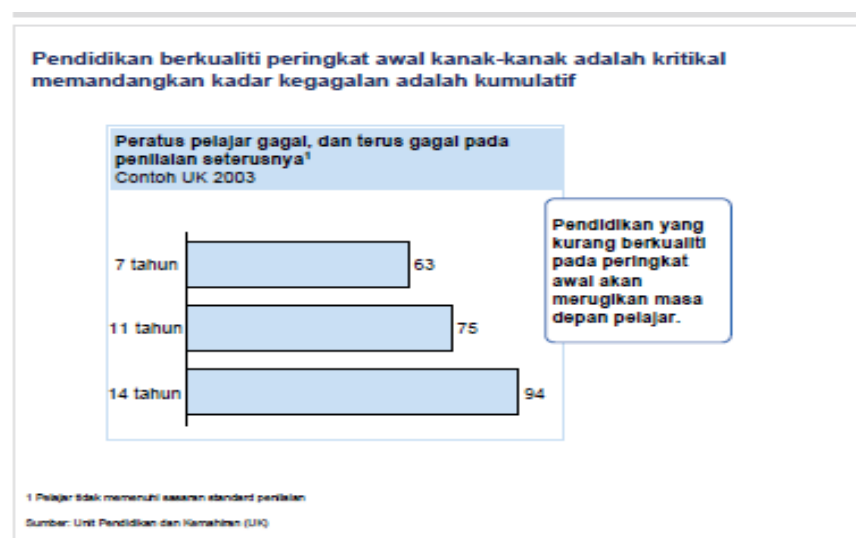 Pendidikan berkualiti peringkat awal kanak-kanak adalah kritikal
memandangkan kadar kegagalan adalah kumulatif
Peratus pelajar gagal, dan terus gagal pada
penilaian seterusnya¹
Contoh UK 2003
7 tahun 63
11 tahun 75
14 tahun 94
Pendidikan yang
kurang berkualiti
pada peringkat
awal akan
merugikan masa
depan pelajar.
1 Pelajar tidak memenuhi sasaran standard penilaian
Sumber: Unit Pendidikan dan Kemahiran (UK)